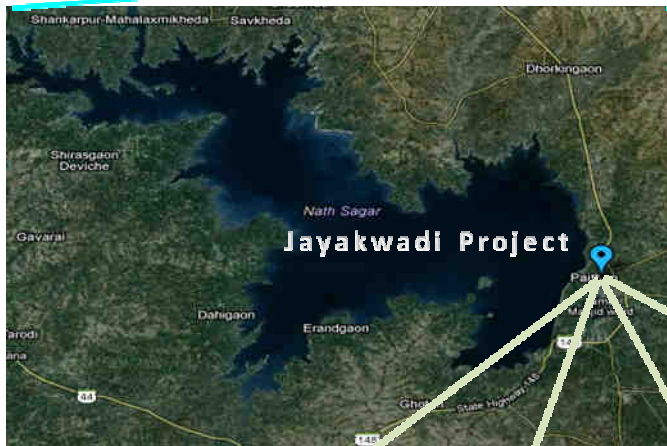 Shankarpur-Mahalaxmikheda
Savkheda
Dhorkingaon
Shirasgaon
Deviche
Nath Sagar
Gavarai
Jayakwadi Project
Dahigaon
Erandgaon
44
State Highway 148
148